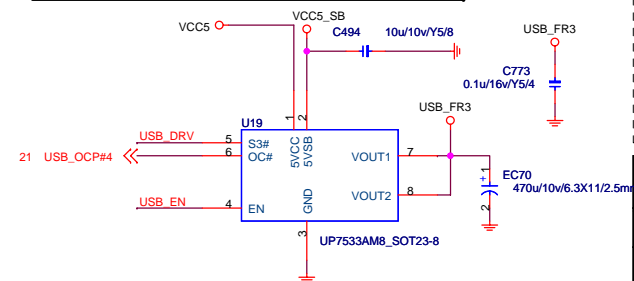 VCC5
VCC5_SB
C494
10u/10v/Y5/8
USB_FR3
C773
0.1u/16v/Y5/4
USB_FR3
U19
1
2
5VCC
5VSB
USB_DRV
5
S3#
21 USB_OCP#4
6
OC#
VOUT1
7
VOUT2
8
USB_EN
4
EN
GND
3
+
1
2
EC70
470u/10v/6.3X11/2.5m
UP7533AM8_SOT23-8